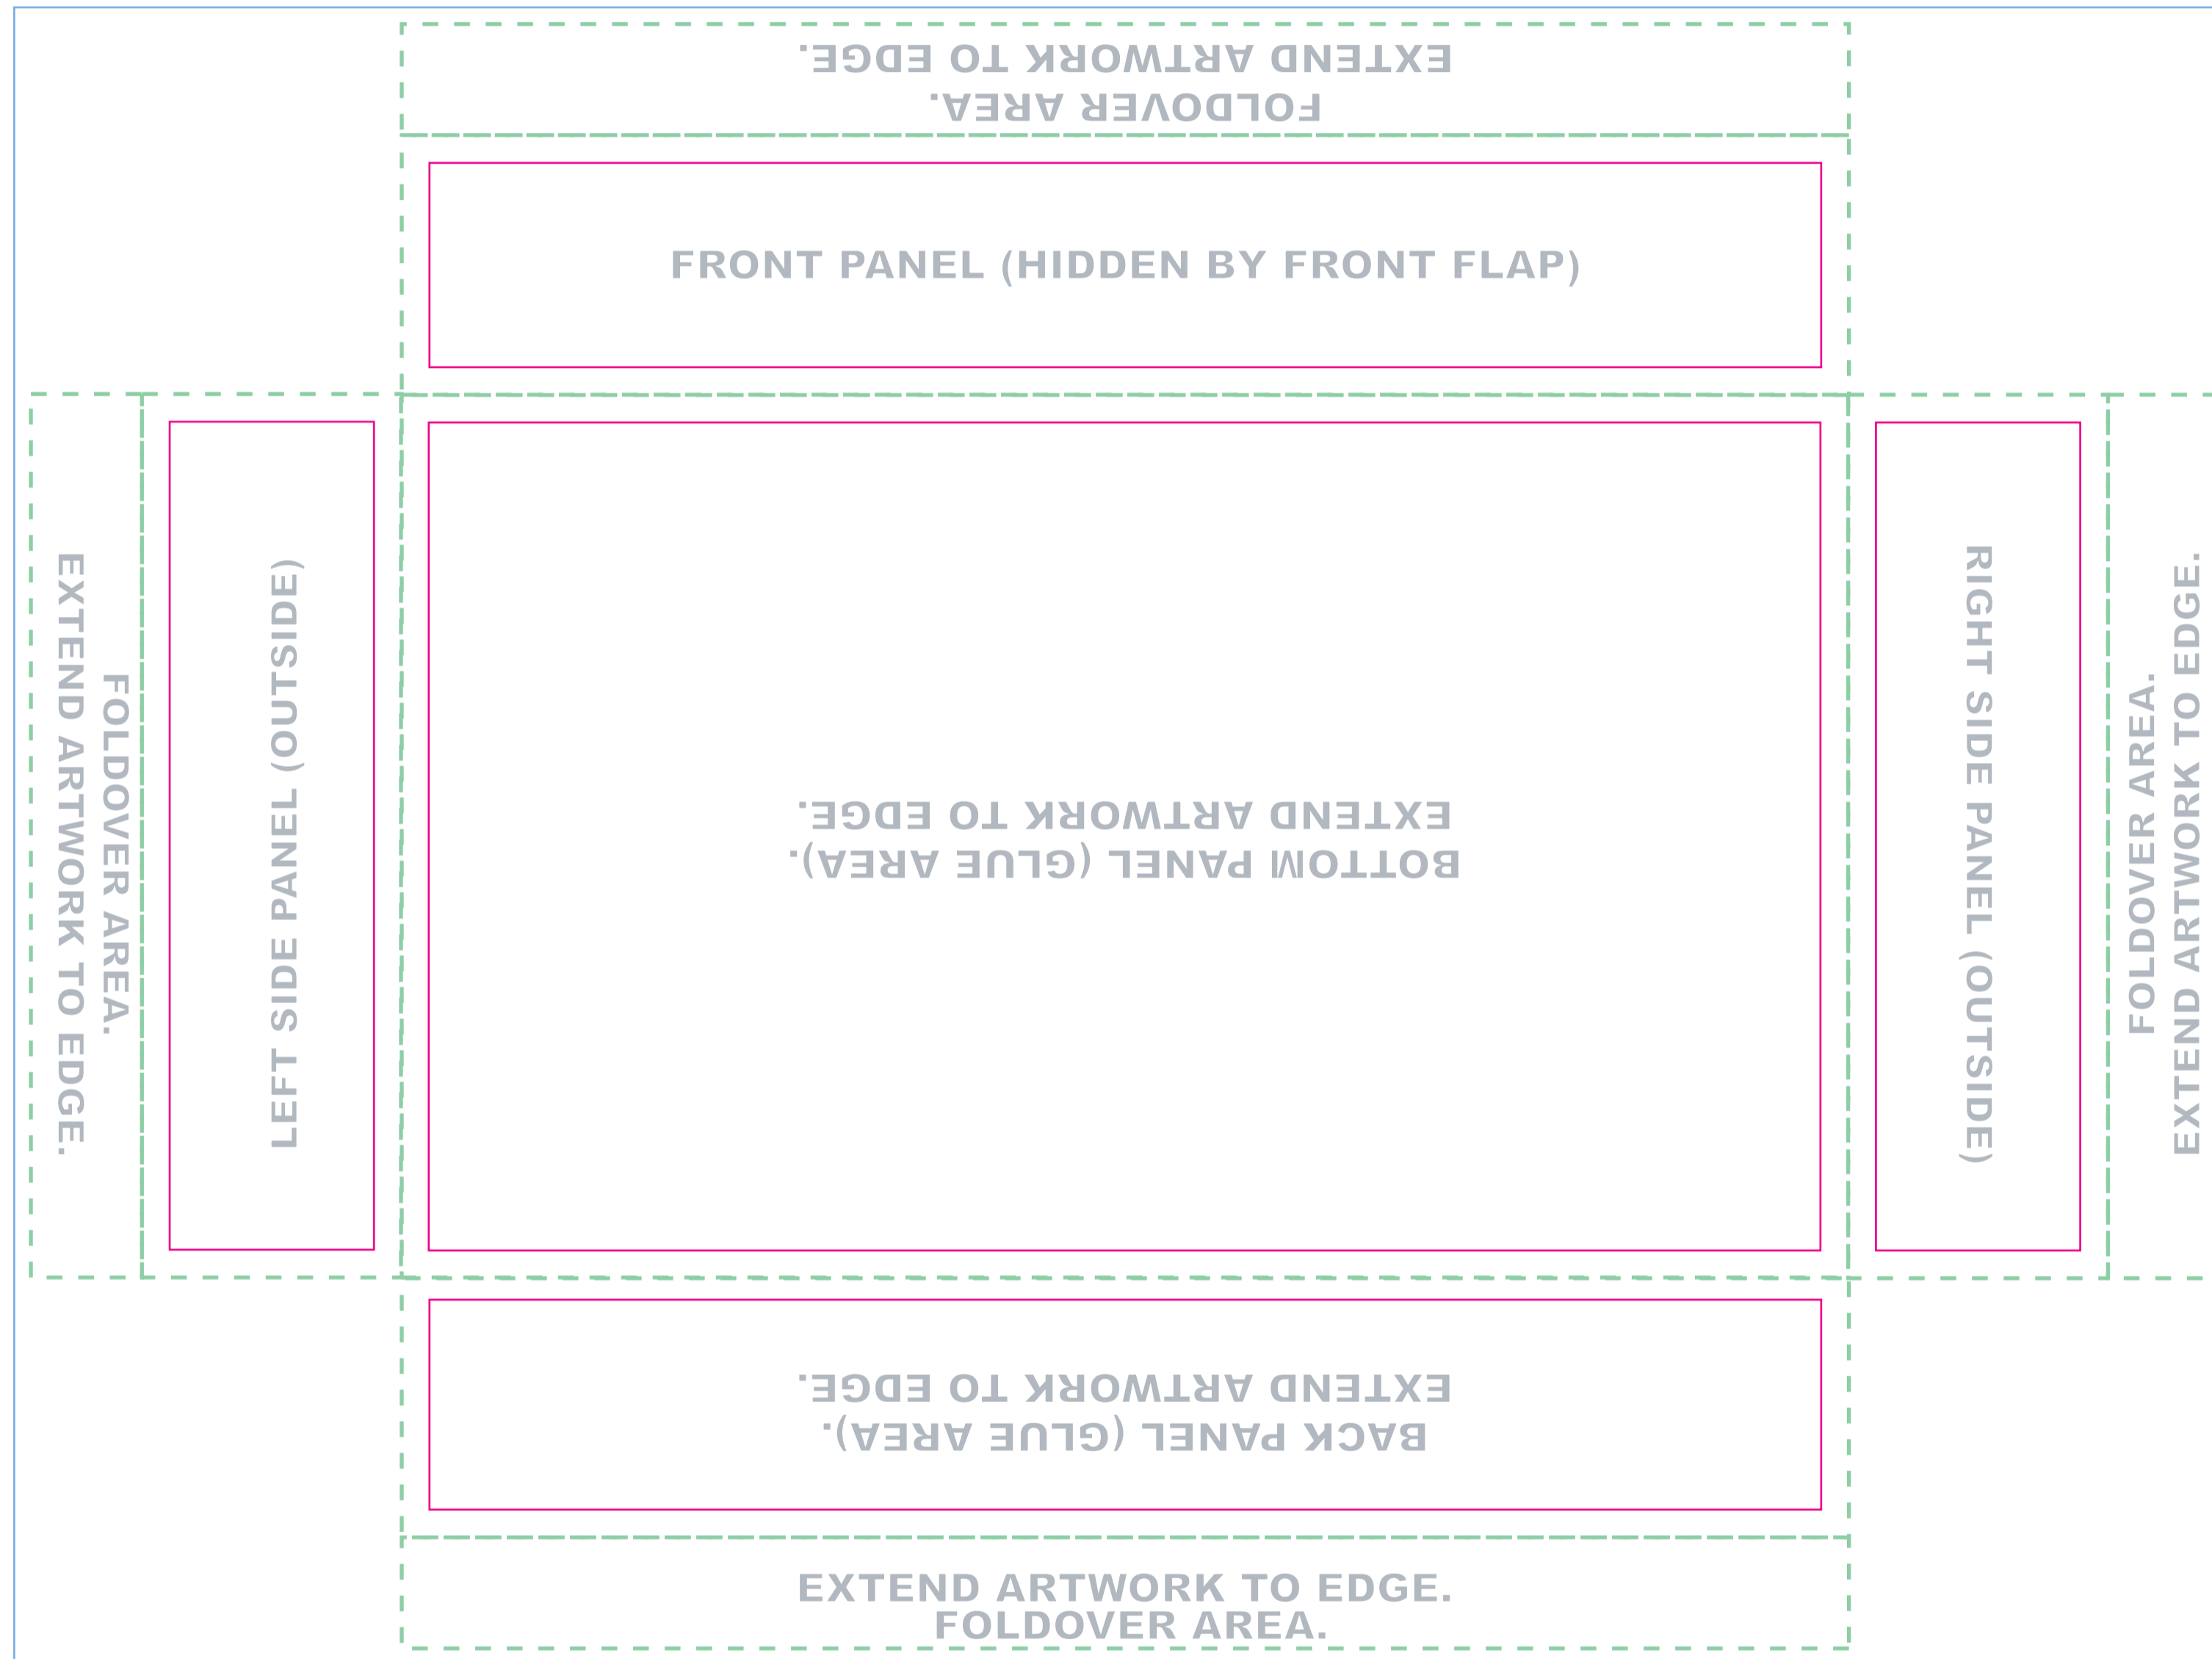 FOLDOVER AREA.
EXTEND ARTWORK TO EDGE.
FRONT PANEL (HIDDEN BY FRONT FLAP)
FOLDOVER AREA.
EXTEND ARTWORK TO EDGE.
LEFT SIDE PANEL (OUTSIDE)
BOTTOM PANEL (GLUE AREA).
EXTEND ARTWORK TO EDGE.
RIGHT SIDE PANEL (OUTSIDE)
FOLDOVER AREA.
EXTEND ARTWORK TO EDGE.
BACK PANEL (GLUE AREA).
EXTEND ARTWORK TO EDGE.
EXTEND ARTWORK TO EDGE.
FOLDOVER AREA.